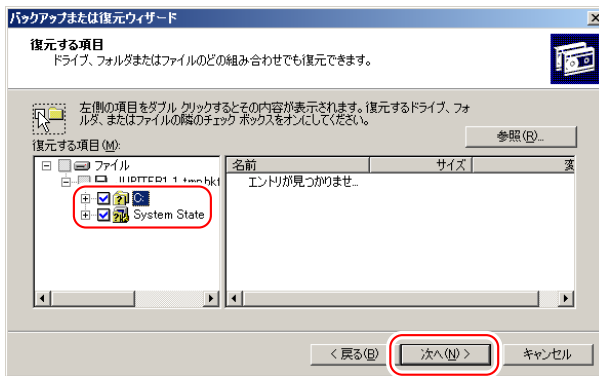 バックアップまたは復元ウィザード
復元する項目
ドライブ、フォルダまたはファイルのどの組み合わせでも復元できます。
左側の項目をダブル クリックするとその内容が表示されます。復元するドライブ、フォ
ルダ、またはファイルの隣のチェック ボックスをオンにしてください。
参照(R)...
復元する項目(M):
ファイル
名前 サイズ 変
エントリが見つかりませ...
C:
System State
< 戻る(B)
次へ(N) >
キャンセル